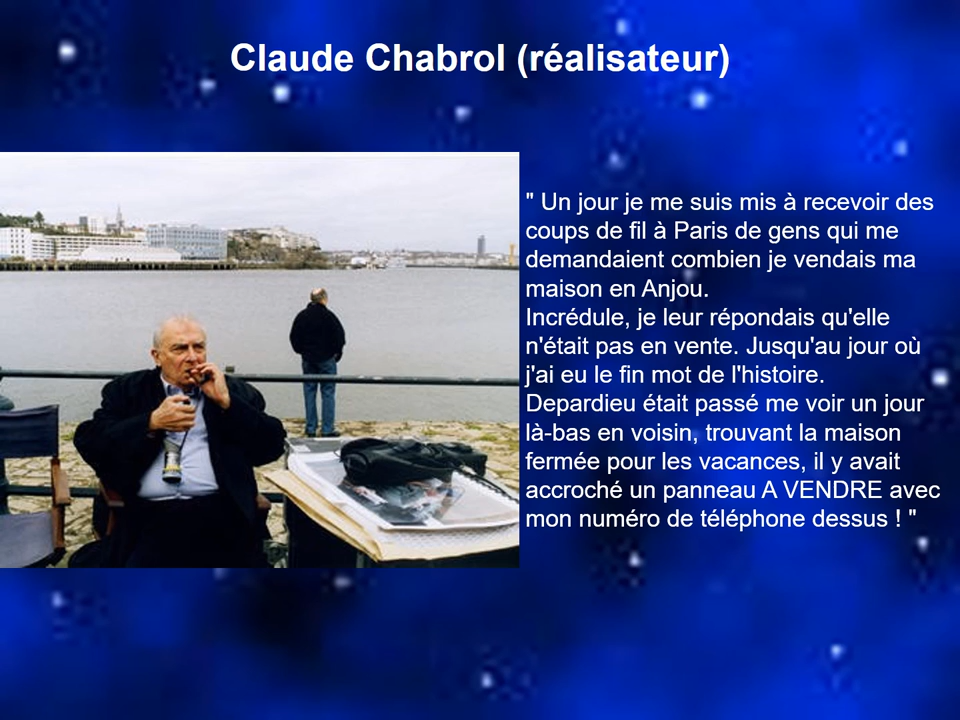 Claude Chabrol (réalisateur)
" Un jour je me suis mis à recevoir des
coups de fil à Paris de gens qui me
demandaient combien je vendais ma
maison en Anjou.
Incrédule, je leur répondais qu'elle
n'était pas en vente. Jusqu'au jour où
j'ai eu le fin mot de l'histoire.
Depardieu était passé me voir un jour
là-bas en voisin, trouvant la maison
fermée pour les vacances, il y avait
accroché un panneau A VENDRE avec
mon numéro de téléphone dessus ! "